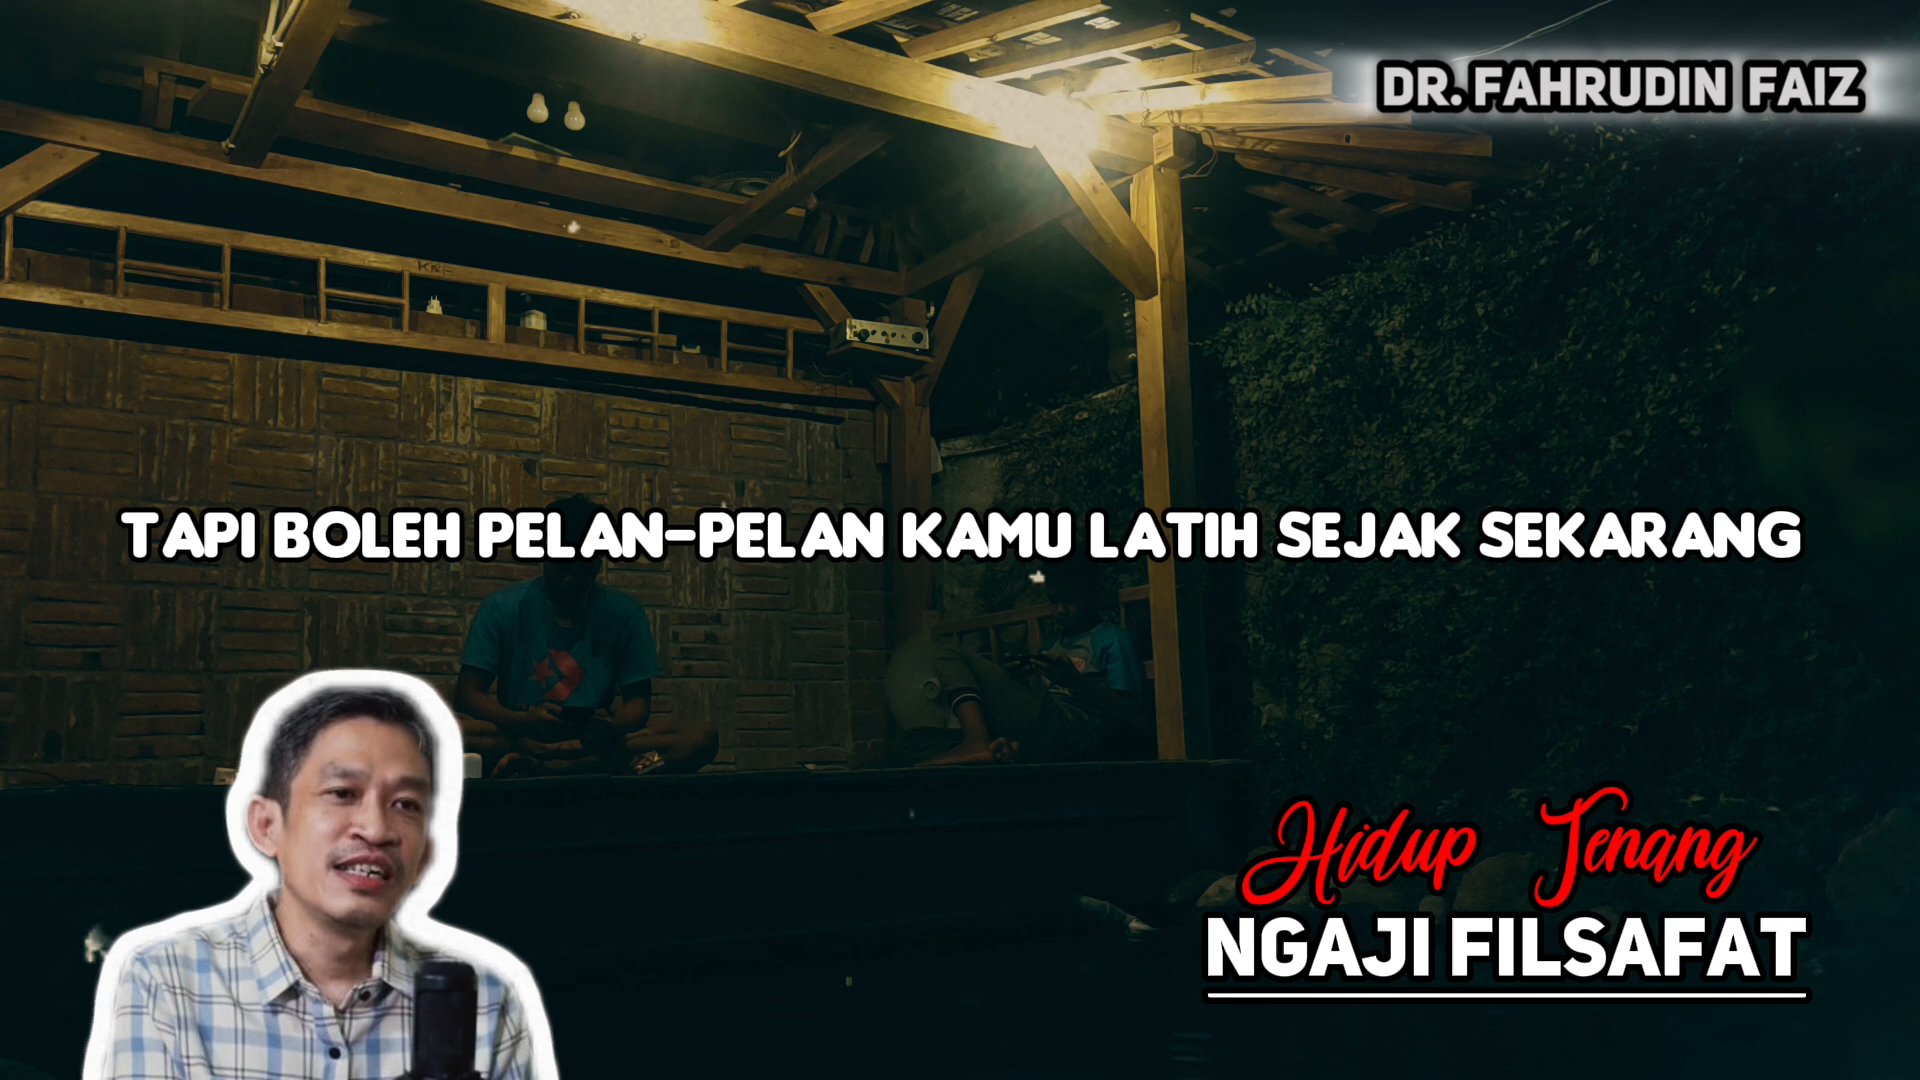 DR. FAHRUDIN FAIZ
TAPI BOLEH PELAN-PELAN KAMU LATIH SEJAK SEKARANG
Hidup Tenang
NGAJI FILSAFAT